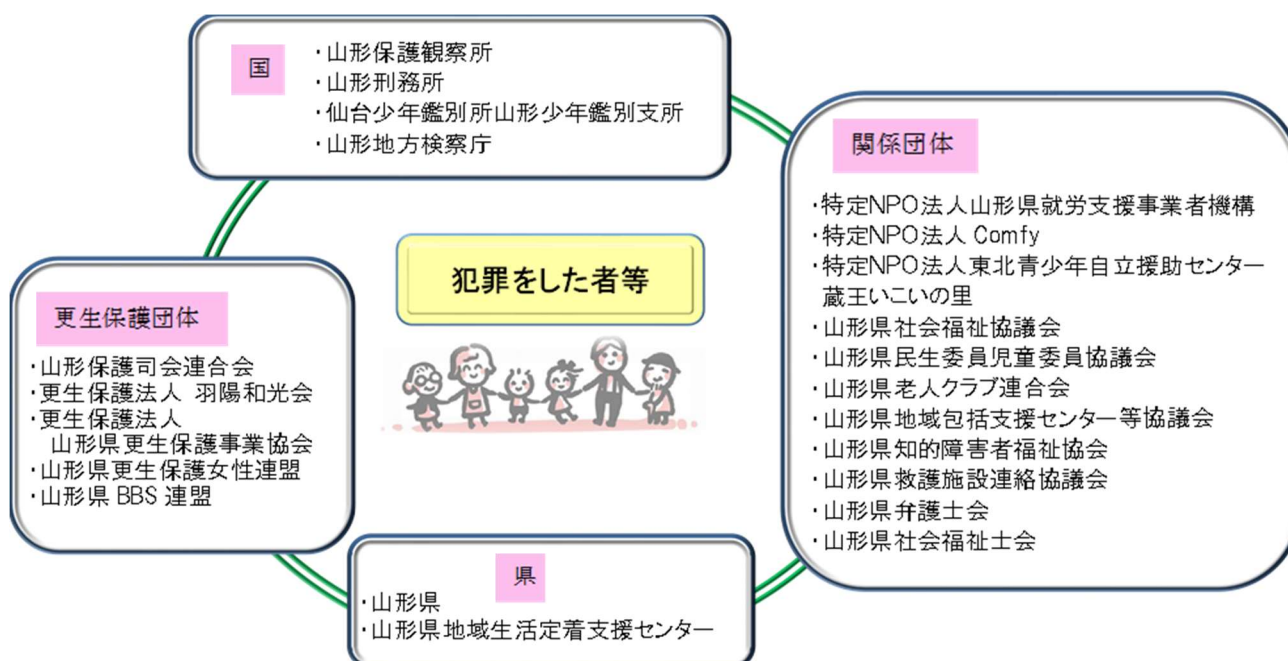 国
・山形保護観察所
・山形刑務所
・仙台少年鑑別所山形少年鑑別支所
・山形地方検察庁
関係団体
・特定NPO法人山形県就労支援事業者機構
・特定NPO法人 Comfy
・特定NPO法人東北青少年自立援助センター
蔵王いこいの里
・山形県社会福祉協議会
・山形県民生委員児童委員協議会
・山形県老人クラブ連合会
・山形県地域包括支援センター等協議会
・山形県知的障害者福祉協会
・山形県救護施設連絡協議会
・山形県弁護士会
・山形県社会福祉士会
犯罪をした者等
更生保護団体
・山形保護司会連合会
・更生保護法人 羽陽和光会
・更生保護法人
山形県更生保護事業協会
・山形県更生保護女性連盟
・山形県 BBS 連盟
県
・山形県
・山形県地域生活定着支援センター